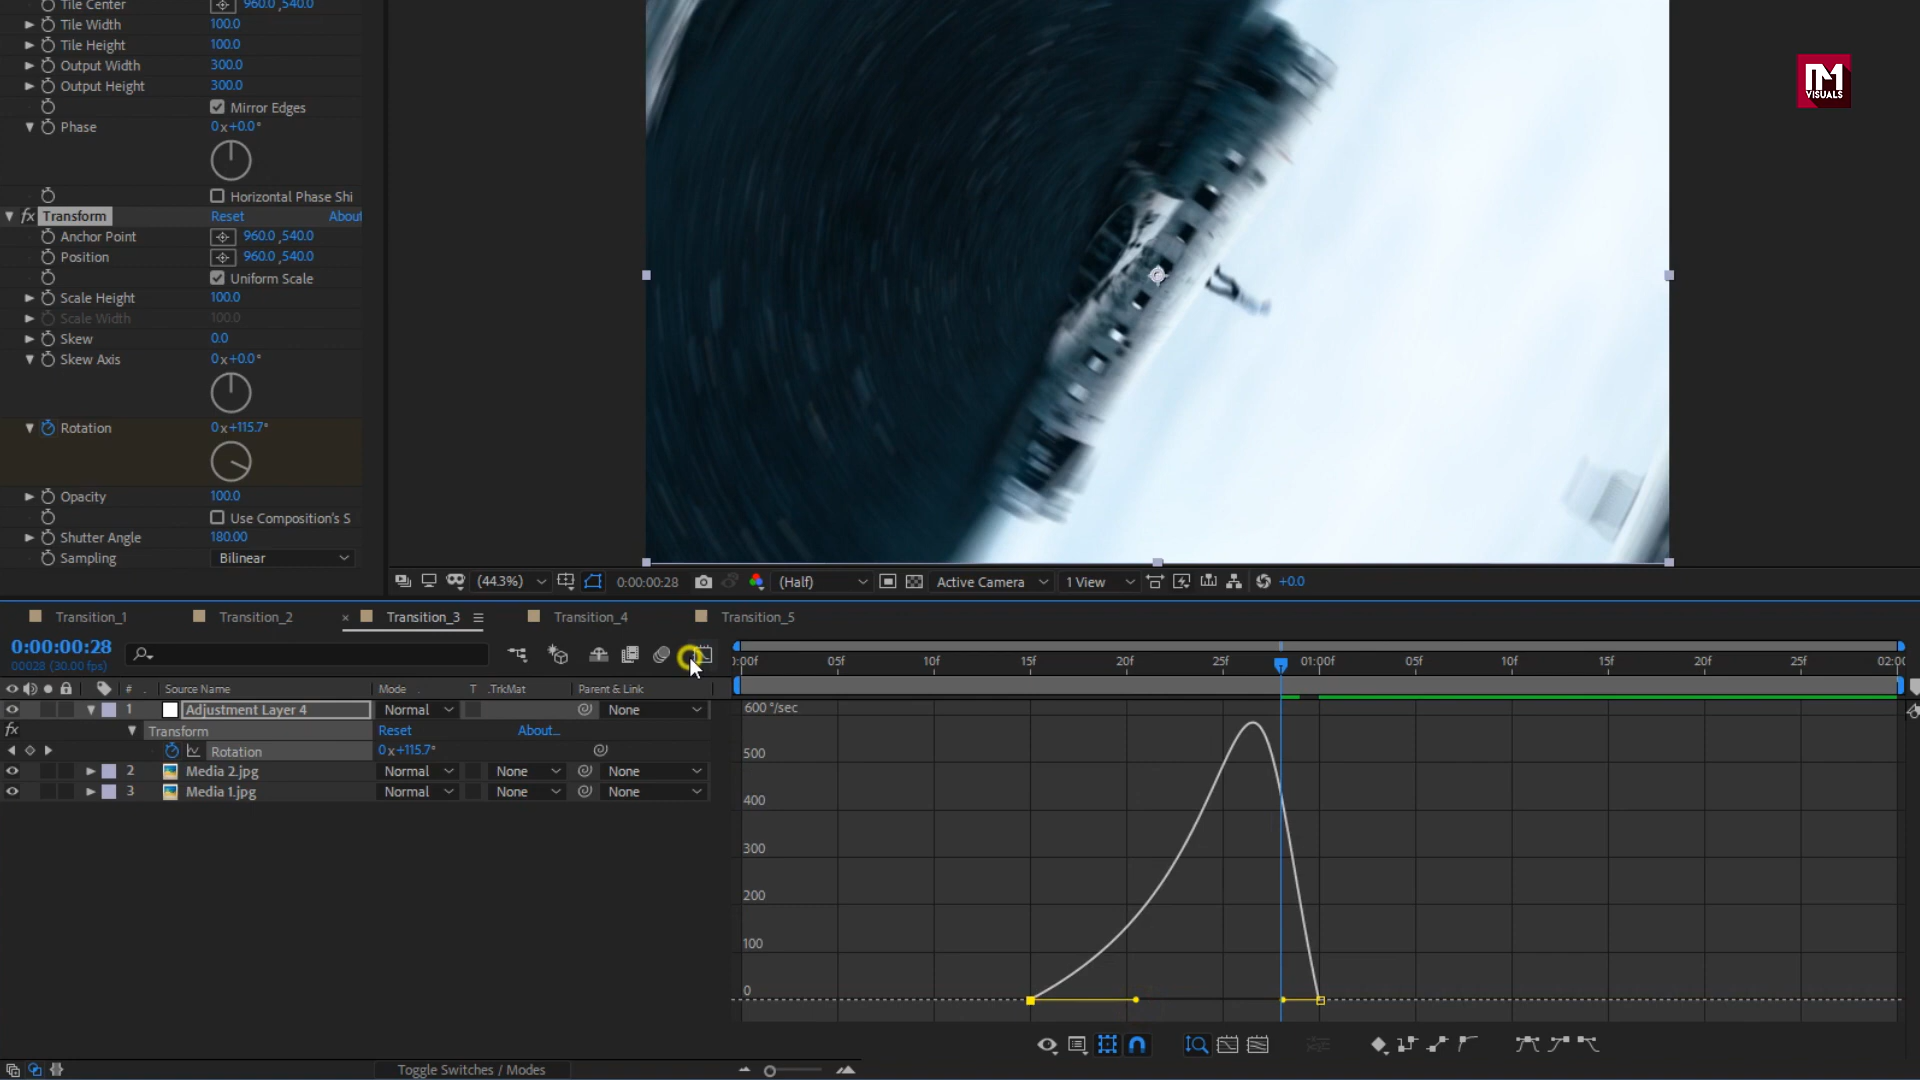 Tile Center 960.0 ,540.0
Tile Width 100.0
Tile Height 100.0
Output Width 300.0
Output Height 300.0
Mirror Edges
Phase 0x+0.0°
Horizontal Phase Shi
fx Transform Reset About
Anchor Point 960.0 ,540.0
Position 960.0 ,540.0
Uniform Scale
Scale Height 100.0
Scale Width 100.0
Skew 0.0
Skew Axis 0x+0.0°
Rotation 0x+115.7°
Opacity 100.0
Use Composition's S
Shutter Angle 180.00
Sampling Bilinear
VISUALS
(44.3%) 0:00:00:28 (Half) Active Camera 1 View +0.0
Transition_1 Transition_2 × Transition_3 Transition_4 Transition_5
0:00:00:28
00028 (30.00 fps)
:00f 05f 10f 15f 20f 25f 01:00f 05f 10f 15f 20f 25f 02:00
# Source Name Mode T .TrkMat Parent & Link
1 Adjustment Layer 4 Normal None
fx Transform Reset About...
Rotation 0x+115.7°
2 Media 2.jpg Normal None None
3 Media 1.jpg Normal None None
600 °/sec
500
400
300
200
100
0
Toggle Switches / Modes